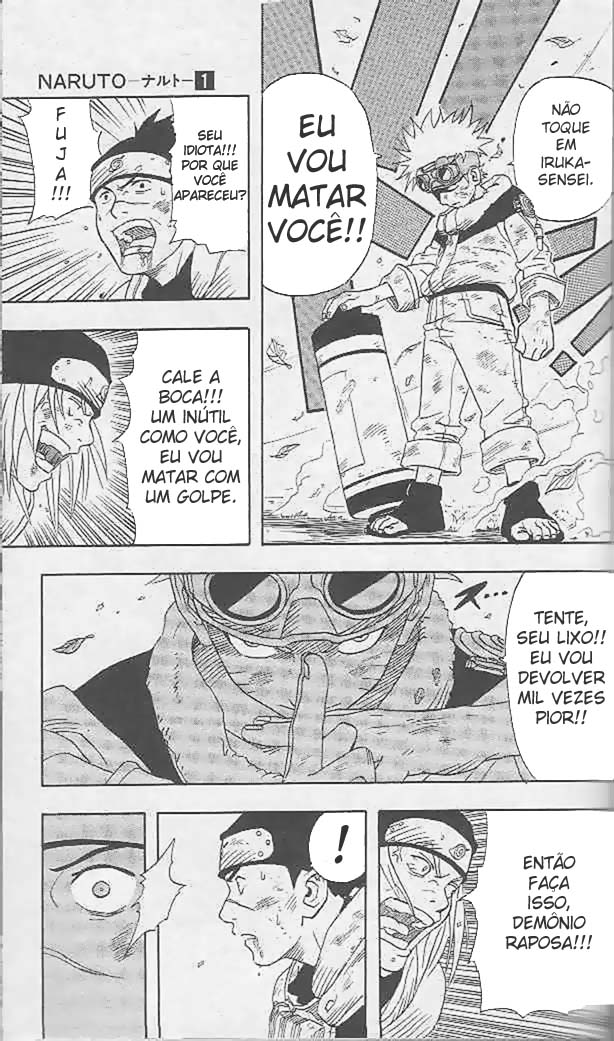 NARUTO—ナルト—1
NÃO
TOQUE
EM
IRUKA-
SENSEI.
EU
VOU
MATAR
VOCÊ!!
SEU
IDIOTA!!!
POR QUE
VOCÊ
APARECEU?
F
U
J
A
!!!
CALE A
BOCA!!!
UM INÚTIL
COMO VOCÊ,
EU VOU
MATAR COM
UM GOLPE.
ス…
TENTE,
SEU LIXO!!
EU VOU
DEVOLVER
MIL VEZES
PIOR!!
ENTÃO
FAÇA
ISSO,
DEMÔNIO
RAPOSA!!!
!